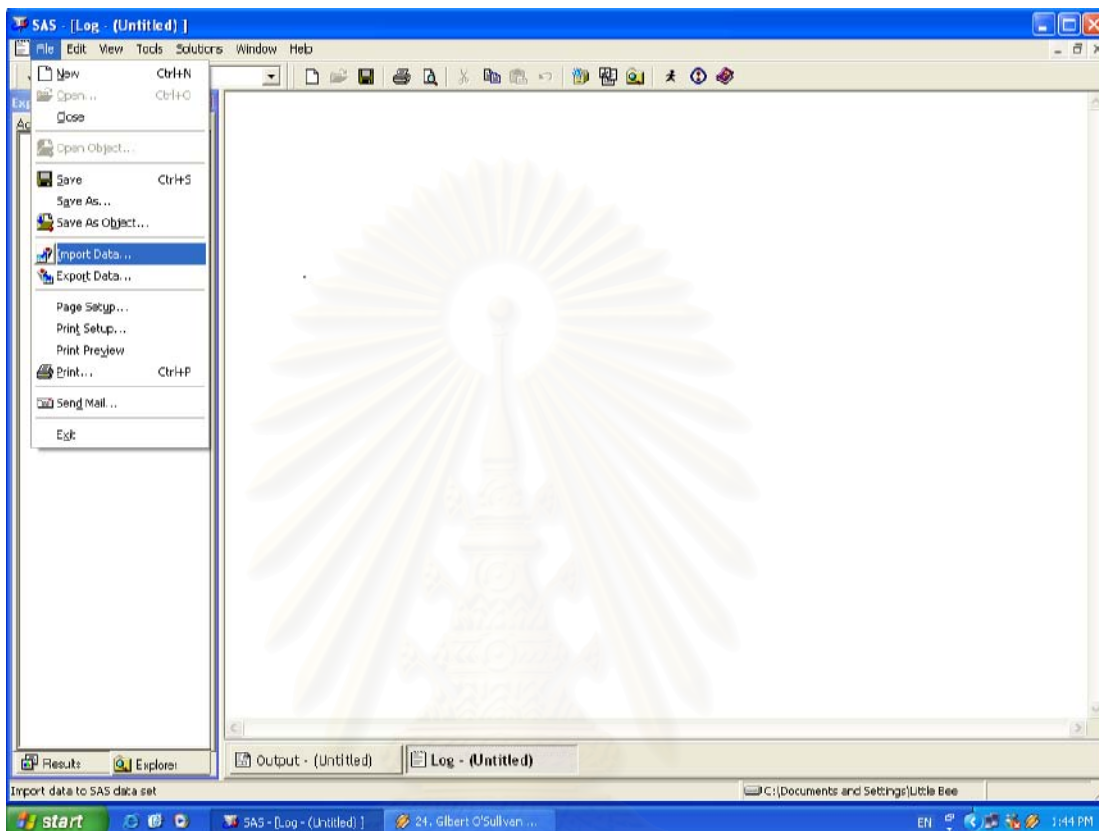 SAS - [Log - (Untitled) ]
File Edit View Tools Solutions Window Help
New Ctrl+N
Open... Ctrl+O
Close
Open Object...
Save Ctrl+S
Save As...
Save As Object...
Import Data...
Export Data...
Page Setup...
Print Setup...
Print Preview
Print... Ctrl+P
Send Mail...
Exit
Results Explorer
Output - (Untitled) Log - (Untitled)
Import data to SAS data set C:\Documents and Settings\Little Bee
start SAS - [Log - (Untitled) ] 24. Gilbert O'Sullivan ... EN 1:44 PM